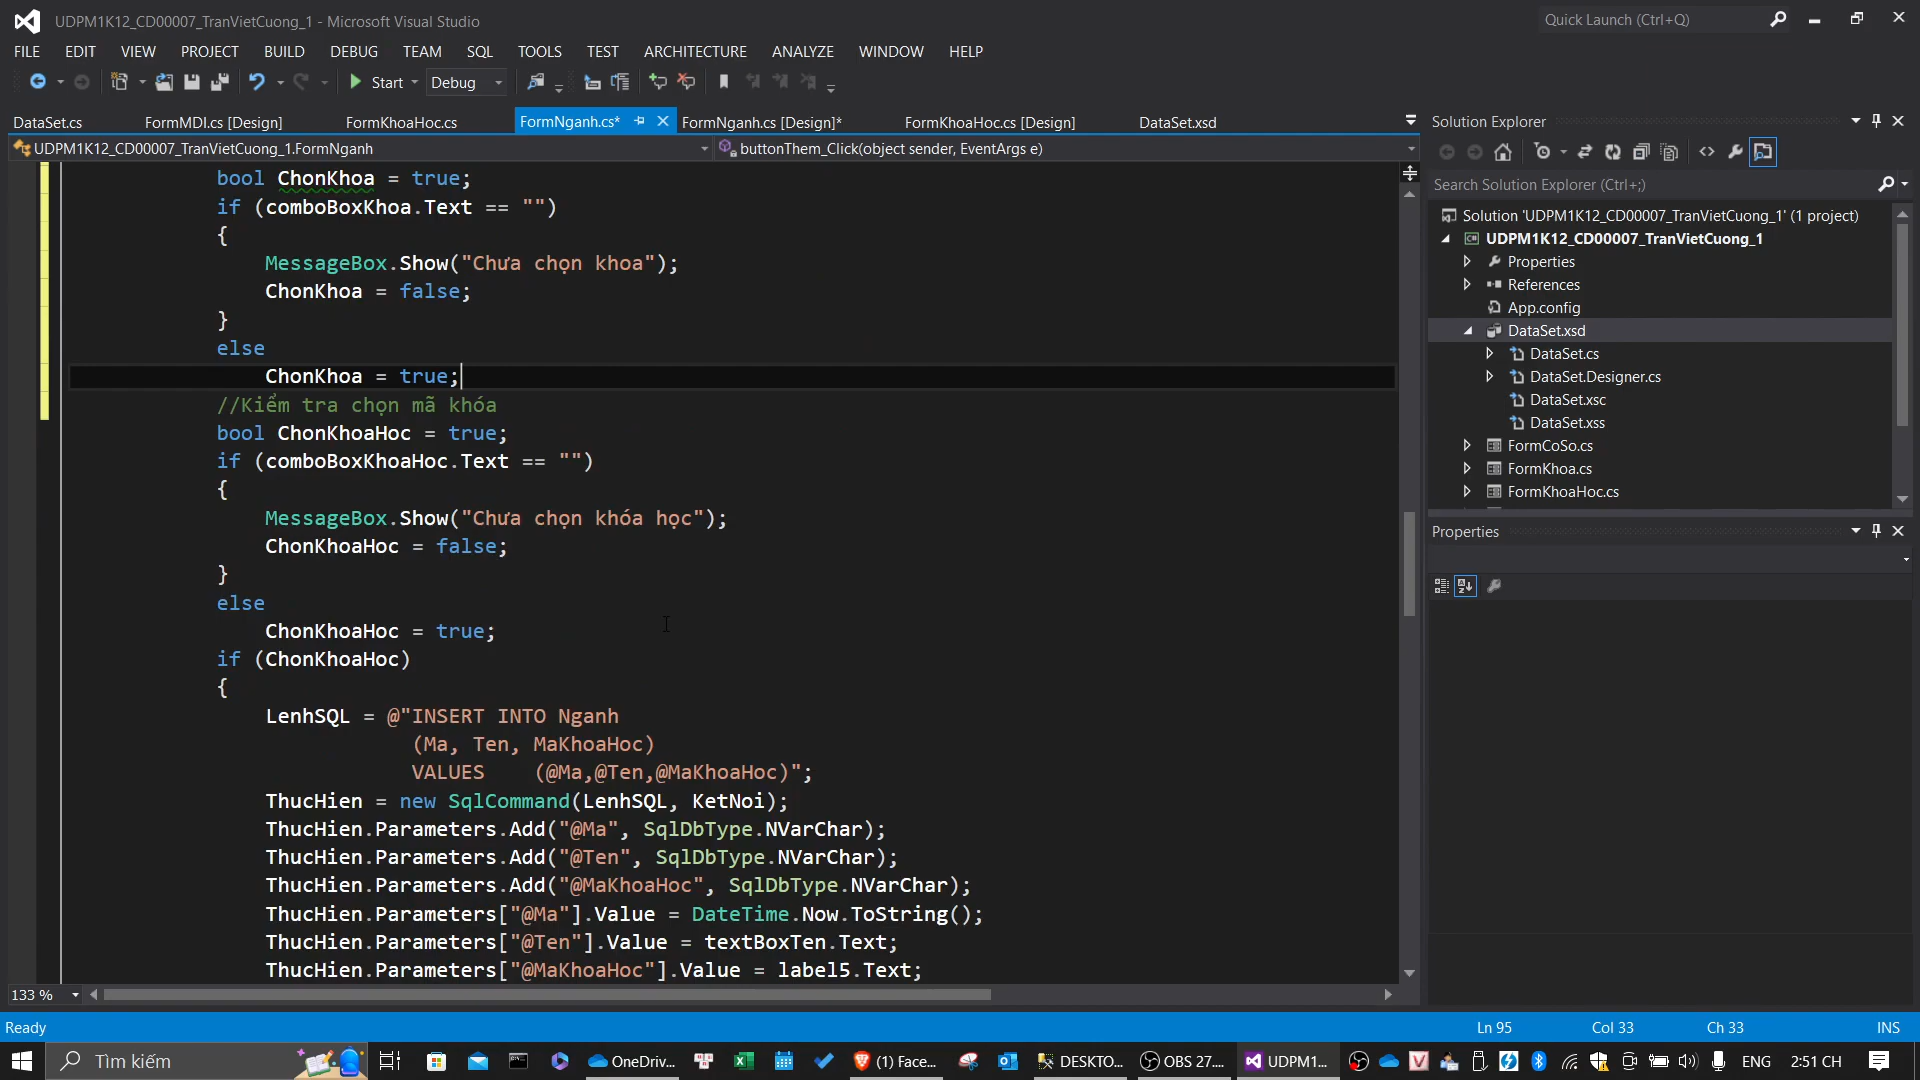 UDPM1K12_CD00007_TranVietCuong_1 - Microsoft Visual Studio
Quick Launch (Ctrl+Q)
FILE EDIT VIEW PROJECT BUILD DEBUG TEAM SQL TOOLS TEST ARCHITECTURE ANALYZE WINDOW HELP
Start Debug
DataSet.cs FormMDI.cs [Design] FormKhoaHoc.cs FormNganh.cs* FormNganh.cs [Design]* FormKhoaHoc.cs [Design] DataSet.xsd
UDPM1K12_CD00007_TranVietCuong_1.FormNganh buttonThem_Click(object sender, EventArgs e)
bool ChonKhoa = true;
if (comboBoxKhoa.Text == "")
{
MessageBox.Show("Chưa chọn khoa");
ChonKhoa = false;
}
else
ChonKhoa = true;
//Kiểm tra chọn mã khóa
bool ChonKhoaHoc = true;
if (comboBoxKhoaHoc.Text == "")
{
MessageBox.Show("Chưa chọn khóa học");
ChonKhoaHoc = false;
}
else
ChonKhoaHoc = true;
if (ChonKhoaHoc)
{
LenhSQL = @"INSERT INTO Nganh
(Ma, Ten, MaKhoaHoc)
VALUES    (@Ma,@Ten,@MaKhoaHoc)";
ThucHien = new SqlCommand(LenhSQL, KetNoi);
ThucHien.Parameters.Add("@Ma", SqlDbType.NVarChar);
ThucHien.Parameters.Add("@Ten", SqlDbType.NVarChar);
ThucHien.Parameters.Add("@MaKhoaHoc", SqlDbType.NVarChar);
ThucHien.Parameters["@Ma"].Value = DateTime.Now.ToString();
ThucHien.Parameters["@Ten"].Value = textBoxTen.Text;
ThucHien.Parameters["@MaKhoaHoc"].Value = label5.Text;
133 %
Solution Explorer
Search Solution Explorer (Ctrl+;)
Solution 'UDPM1K12_CD00007_TranVietCuong_1' (1 project)
UDPM1K12_CD00007_TranVietCuong_1
Properties
References
App.config
DataSet.xsd
DataSet.cs
DataSet.Designer.cs
DataSet.xsc
DataSet.xss
FormCoSo.cs
FormKhoa.cs
FormKhoaHoc.cs
Properties
Ready Ln 95 Col 33 Ch 33 INS
Tìm kiếm OneDriv... (1) Face... DESKTO... OBS 27.... UDPM1... ENG 2:51 CH